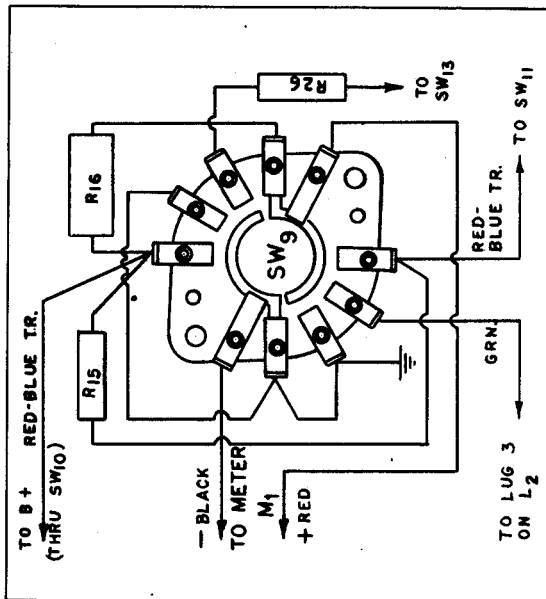 R26
TO
SW13
TO SW11
R16
RED-
BLUE TR.
SW9
R15
GRN.
RED-BLUE TR.
TO B +
(THRU SW10)
− BLACK
TO METER
M1
+ RED
TO LUG 3
ON L2